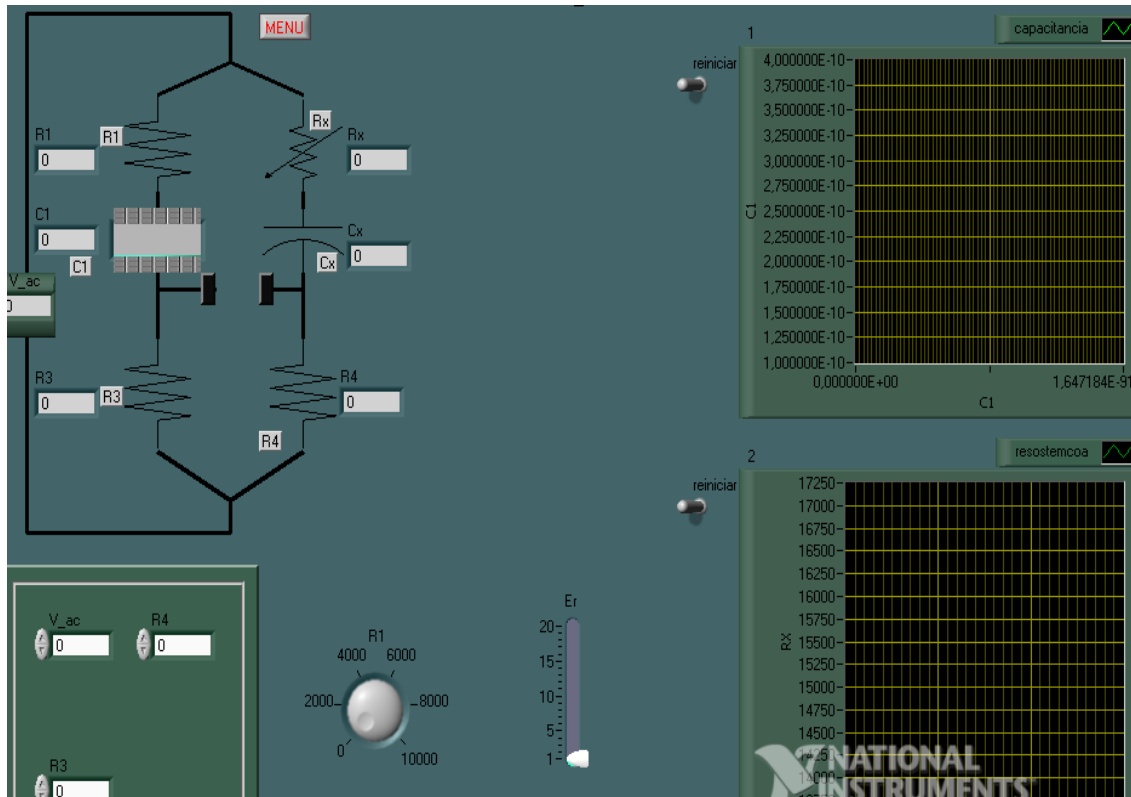 MENU
R1
0
R1
Rx
Rx
0
C1
0
C1
Cx
Cx
0
V_ac
R3
0
R3
R4
0
R4
V_ac
0
R4
0
R3
0
R1
0
2000
4000
6000
8000
10000
Er
20
15
10
5
1
reiniciar
1
capacitancia
4,000000E-10
3,750000E-10
3,500000E-10
3,250000E-10
3,000000E-10
2,750000E-10
2,500000E-10
2,250000E-10
2,000000E-10
1,750000E-10
1,500000E-10
1,250000E-10
1,000000E-10
C1
0,000000E+00
1,647184E-91
C1
reiniciar
2
resostemcoa
17250
17000
16750
16500
16250
16000
15750
15500
15250
15000
14750
14500
14250
14000
RX
NATIONAL
INSTRUMENTS